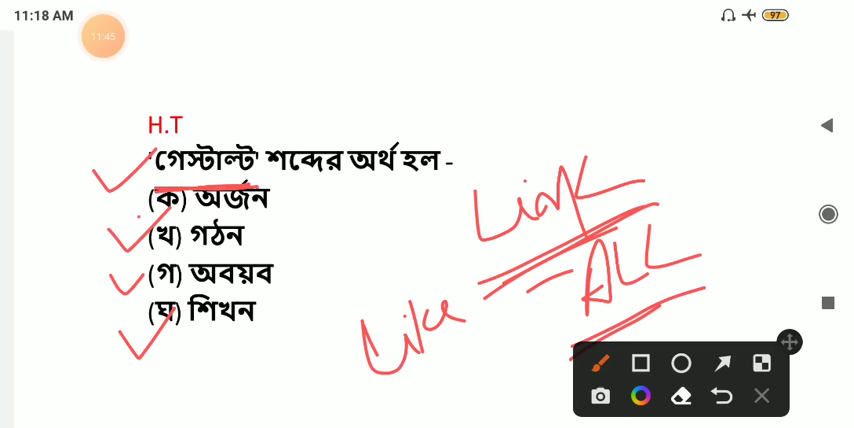 11:18 AM
97
11:45
H.T
'গেস্টাল্ট' শব্দের অর্থ হল -
(ক) অর্জন
(খ) গঠন
(গ) অবয়ব
(ঘ) শিখন
Link
ALL
Like